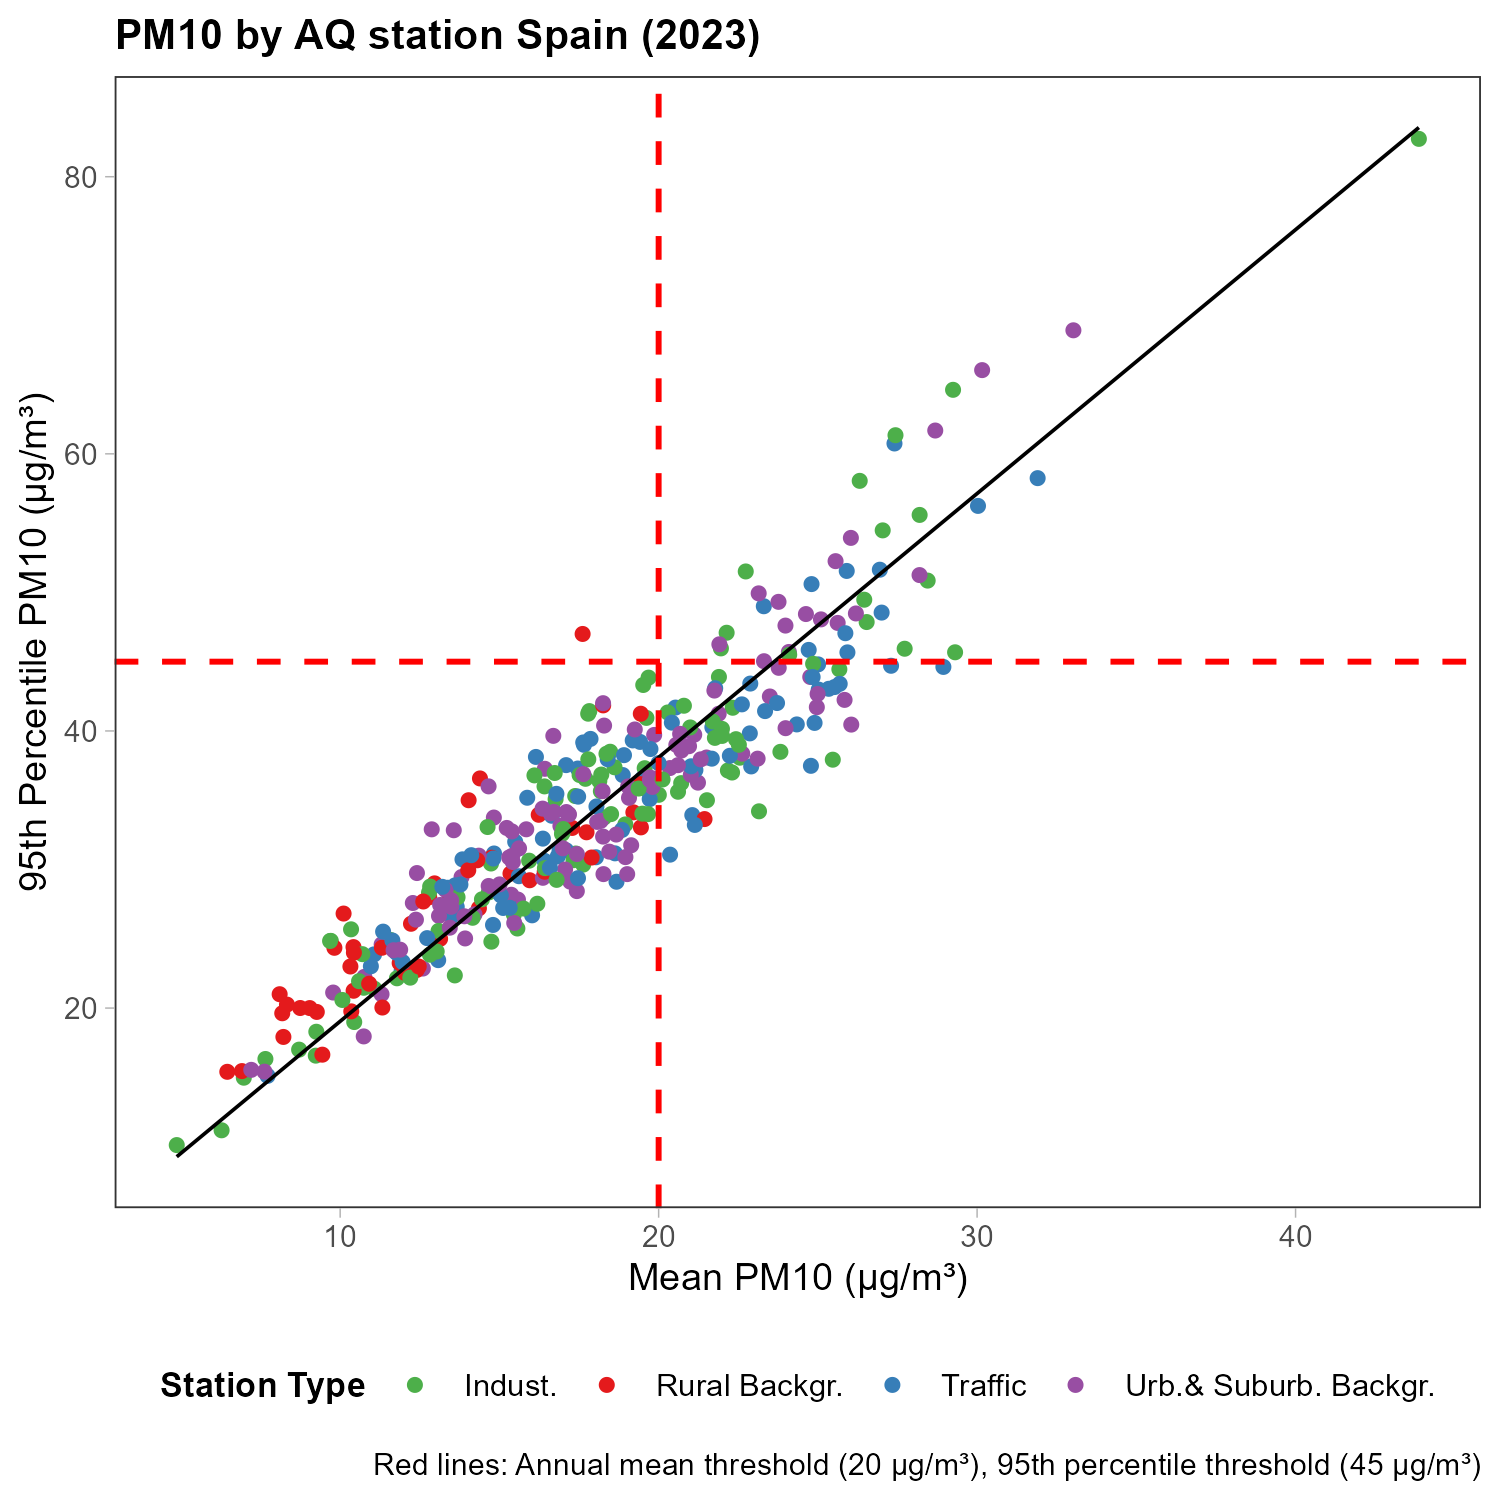 PM10 by AQ station Spain (2023)
95th Percentile PM10 (µg/m³)
80
60
40
20
10 20 30 40
Mean PM10 (µg/m³)
Station Type Indust. Rural Backgr. Traffic Urb.& Suburb. Backgr.
Red lines: Annual mean threshold (20 µg/m³), 95th percentile threshold (45 µg/m³)